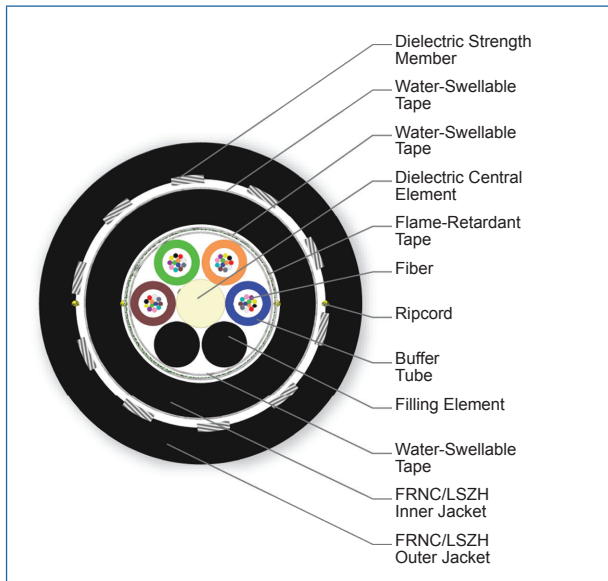 Dielectric Strength
Member
Water-Swellable
Tape
Water-Swellable
Tape
Dielectric Central
Element
Flame-Retardant
Tape
Fiber
Ripcord
Buffer
Tube
Filling Element
Water-Swellable
Tape
FRNC/LSZH
Inner Jacket
FRNC/LSZH
Outer Jacket